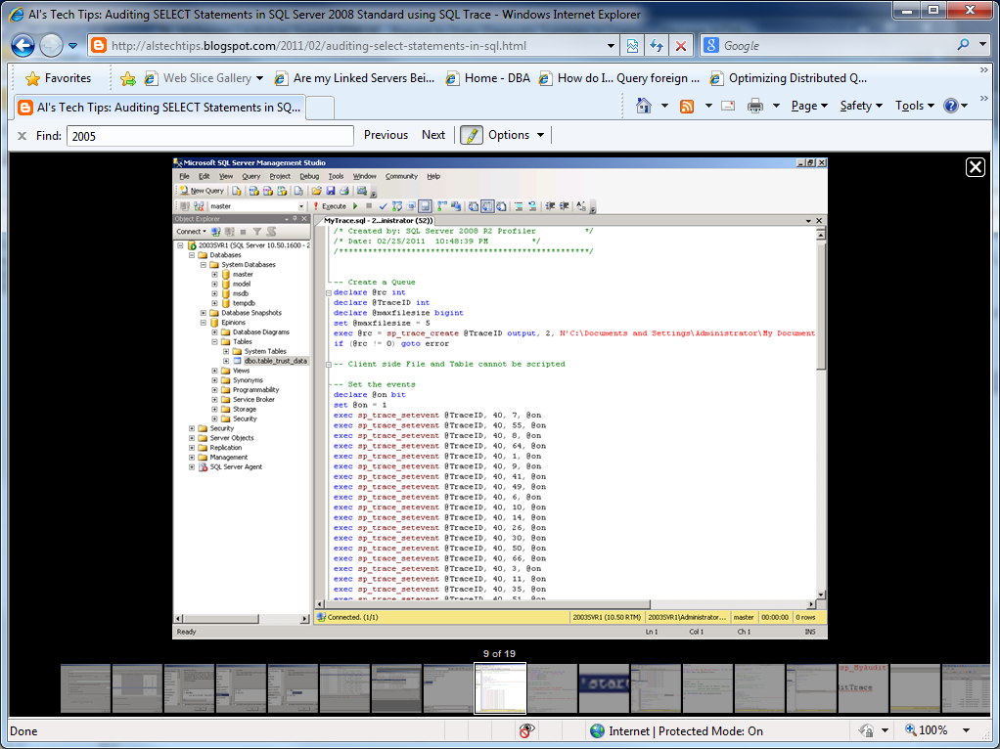 Al's Tech Tips: Auditing SELECT Statements in SQL Server 2008 Standard using SQL Trace - Windows Internet Explorer
http://alstechtips.blogspot.com/2011/02/auditing-select-statements-in-sql.html
Google
Favorites
Web Slice Gallery
Are my Linked Servers Bei...
Home - DBA
How do I... Query foreign ...
Optimizing Distributed Q...
Al's Tech Tips: Auditing SELECT Statements in SQ...
Page
Safety
Tools
Find: 2005
Previous
Next
Options
Microsoft SQL Server Management Studio
File Edit View Query Project Debug Tools Window Community Help
New Query
master
Execute
Object Explorer
Connect
2003SVR1 (SQL Server 10.50.1600 - 2
Databases
System Databases
master
model
msdb
tempdb
Database Snapshots
Epinions
Database Diagrams
Tables
System Tables
dbo.table_trust_data
Views
Synonyms
Programmability
Service Broker
Storage
Security
Security
Server Objects
Replication
Management
SQL Server Agent
MyTrace.sql - 2...inistrator (52))
/* Created by: SQL Server 2008 R2 Profiler */
/* Date: 02/25/2011 10:48:39 PM */
/****************************************************/
-- Create a Queue
declare @rc int
declare @TraceID int
declare @maxfilesize bigint
set @maxfilesize = 5
exec @rc = sp_trace_create @TraceID output, 2, N'C:\Documents and Settings\Administrator\My Document
if (@rc != 0) goto error
-- Client side File and Table cannot be scripted
-- Set the events
declare @on bit
set @on = 1
exec sp_trace_setevent @TraceID, 40, 7, @on
exec sp_trace_setevent @TraceID, 40, 55, @on
exec sp_trace_setevent @TraceID, 40, 8, @on
exec sp_trace_setevent @TraceID, 40, 64, @on
exec sp_trace_setevent @TraceID, 40, 1, @on
exec sp_trace_setevent @TraceID, 40, 9, @on
exec sp_trace_setevent @TraceID, 40, 41, @on
exec sp_trace_setevent @TraceID, 40, 49, @on
exec sp_trace_setevent @TraceID, 40, 6, @on
exec sp_trace_setevent @TraceID, 40, 10, @on
exec sp_trace_setevent @TraceID, 40, 14, @on
exec sp_trace_setevent @TraceID, 40, 26, @on
exec sp_trace_setevent @TraceID, 40, 30, @on
exec sp_trace_setevent @TraceID, 40, 50, @on
exec sp_trace_setevent @TraceID, 40, 66, @on
exec sp_trace_setevent @TraceID, 40, 3, @on
exec sp_trace_setevent @TraceID, 40, 11, @on
exec sp_trace_setevent @TraceID, 40, 35, @on
exec sp_trace_setevent @TraceID, 40, 51, @on
Connected. (1/1)
2003SVR1 (10.50 RTM)
2003SVR1\Administrator...
master
00:00:00
0 rows
Ready
Ln 1
Col 1
Ch 1
INS
9 of 19
'start
sp_MyAudit
itTrace
Done
Internet | Protected Mode: On
100%